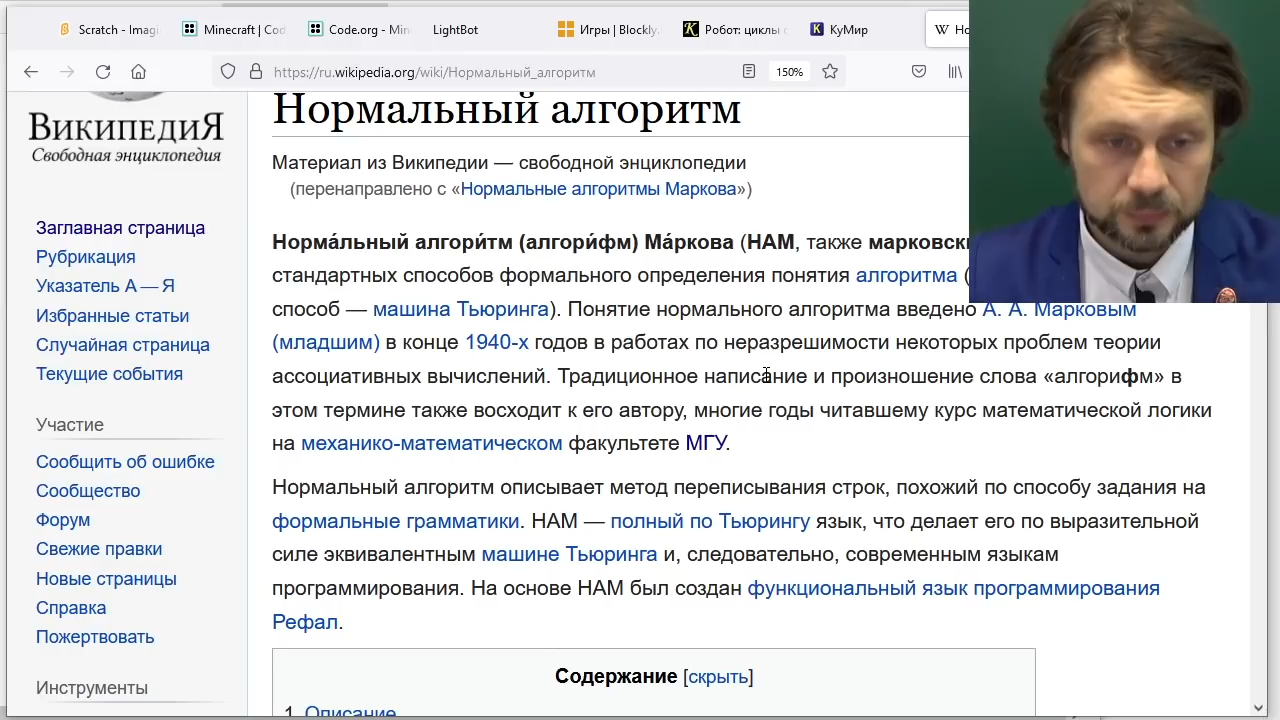 Scratch - Imagi
Minecraft | Cod
Code.org - Min
LightBot
Игры | Blockly
Робот: циклы с
КуМир
https://ru.wikipedia.org/wiki/Нормальный_алгоритм
150%
ВИКИПЕДИЯ
Свободная энциклопедия
Заглавная страница
Рубрикация
Указатель А — Я
Избранные статьи
Случайная страница
Текущие события
Участие
Сообщить об ошибке
Сообщество
Форум
Свежие правки
Новые страницы
Справка
Пожертвовать
Инструменты
Нормальный алгоритм
Материал из Википедии — свободной энциклопедии
(перенаправлено с «Нормальные алгоритмы Маркова»)
Норма́льный алгори́тм (алгори́фм) Ма́ркова (НАМ, также марковск
стандартных способов формального определения понятия алгоритма (
способ — машина Тьюринга). Понятие нормального алгоритма введено А. А. Марковым
(младшим) в конце 1940-х годов в работах по неразрешимости некоторых проблем теории
ассоциативных вычислений. Традиционное написание и произношение слова «алгорифм» в
этом термине также восходит к его автору, многие годы читавшему курс математической логики
на механико-математическом факультете МГУ.
Нормальный алгоритм описывает метод переписывания строк, похожий по способу задания на
формальные грамматики. НАМ — полный по Тьюрингу язык, что делает его по выразительной
силе эквивалентным машине Тьюринга и, следовательно, современным языкам
программирования. На основе НАМ был создан функциональный язык программирования
Рефал.
Содержание [скрыть]
1 Описание